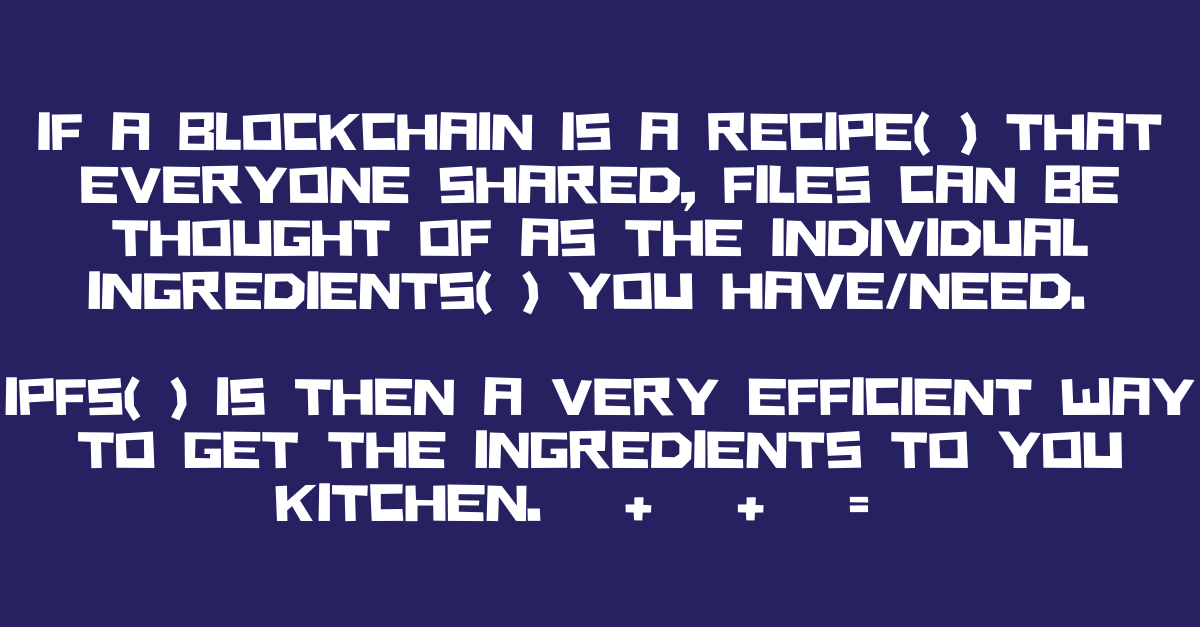 IF A BLOCKCHAIN IS A RECIPE( ) THAT
EVERYONE SHARED, FILES CAN BE
THOUGHT OF AS THE INDIVIDUAL
INGREDIENTS( ) YOU HAVE/NEED.
IPFS( ) IS THEN A VERY EFFICIENT WAY
TO GET THE INGREDIENTS TO YOU
KITCHEN. + + =